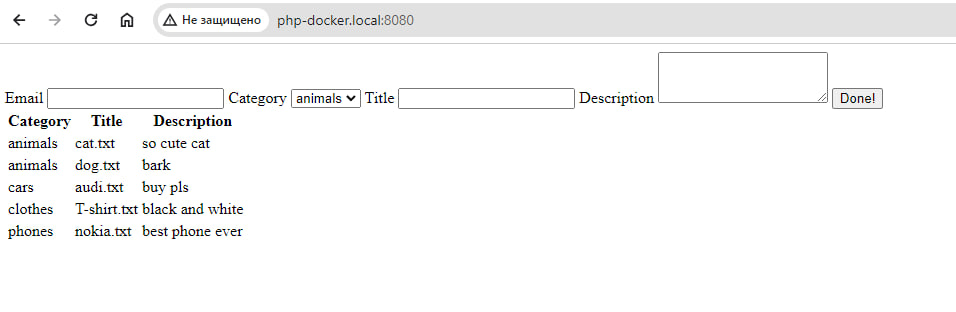 Не защищено php-docker.local:8080
Email Category animals Title Description Done!
Category Title Description
animals cat.txt so cute cat
animals dog.txt bark
cars audi.txt buy pls
clothes T-shirt.txt black and white
phones nokia.txt best phone ever